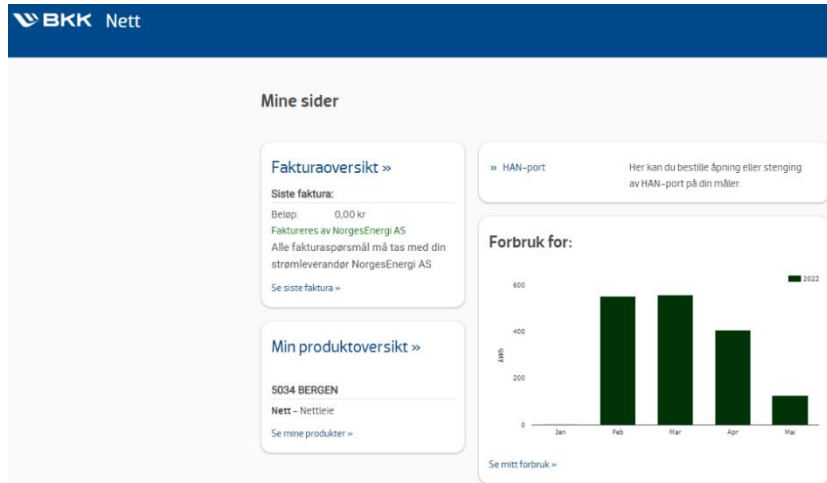 BKK Nett
Mine sider
Fakturaoversikt »
Siste faktura:
Beløp: 0,00 kr
Faktureres av NorgesEnergi AS
Alle fakturaspørsmål må tas med din
strømleverandør NorgesEnergi AS
Se siste faktura »
Min produktoversikt »
5034 BERGEN
Nett - Nettleie
Se mine produkter »
» HAN-port
Her kan du bestille åpning eller stenging
av HAN-port på din måler.
Forbruk for:
2022
600
400
200
0
kWh
Jan Feb Mar Apr Mai
Se mitt forbruk »